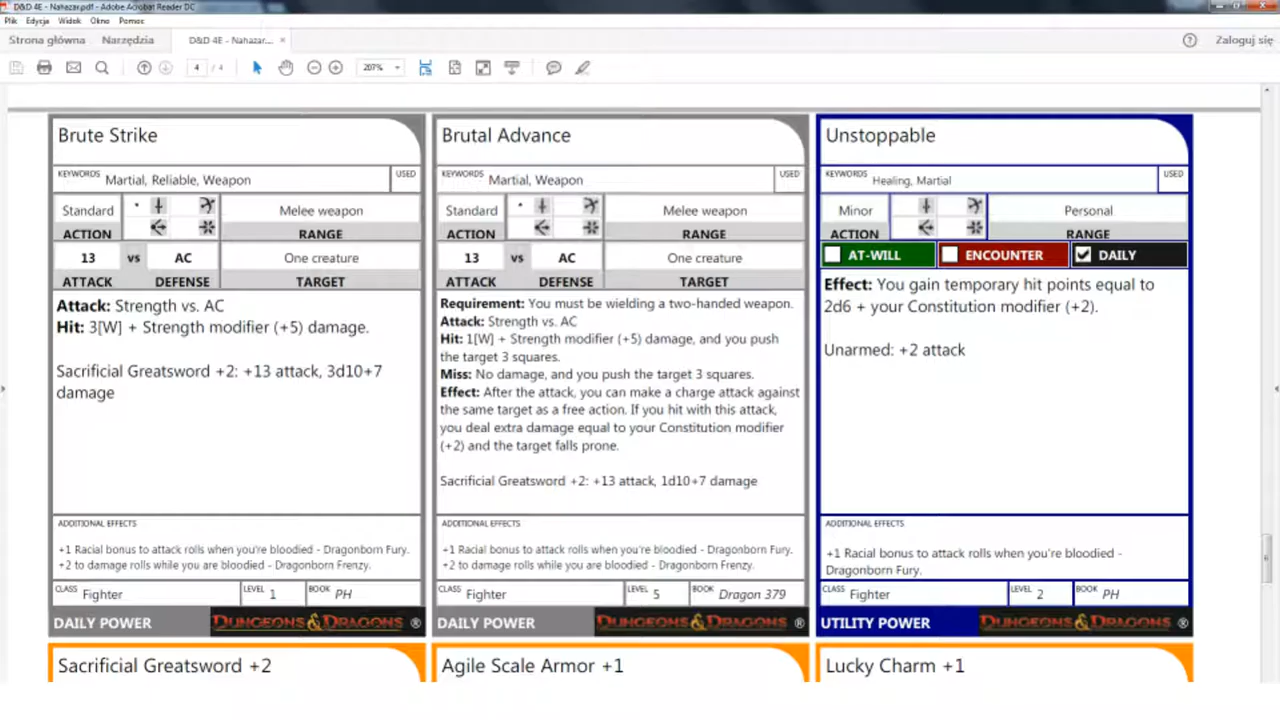 D&D 4E - Nahazar.pdf - Adobe Acrobat Reader DC
Plik Edycja Widok Okno Pomoc
Strona główna Narzędzia D&D 4E - Nahazar... × ? Zaloguj się
4 / 4 207%
Brute Strike
KEYWORDS Martial, Reliable, Weapon USED
Standard Melee weapon
ACTION RANGE
13 vs AC One creature
ATTACK DEFENSE TARGET
Attack: Strength vs. AC
Hit: 3[W] + Strength modifier (+5) damage.
Sacrificial Greatsword +2: +13 attack, 3d10+7
damage
ADDITIONAL EFFECTS
+1 Racial bonus to attack rolls when you're bloodied - Dragonborn Fury.
+2 to damage rolls while you are bloodied - Dragonborn Frenzy.
CLASS Fighter LEVEL 1 BOOK PH
DAILY POWER DUNGEONS & DRAGONS ®
Brutal Advance
KEYWORDS Martial, Weapon USED
Standard Melee weapon
ACTION RANGE
13 vs AC One creature
ATTACK DEFENSE TARGET
Requirement: You must be wielding a two-handed weapon.
Attack: Strength vs. AC
Hit: 1[W] + Strength modifier (+5) damage, and you push
the target 3 squares.
Miss: No damage, and you push the target 3 squares.
Effect: After the attack, you can make a charge attack against
the same target as a free action. If you hit with this attack,
you deal extra damage equal to your Constitution modifier
(+2) and the target falls prone.
Sacrificial Greatsword +2: +13 attack, 1d10+7 damage
ADDITIONAL EFFECTS
+1 Racial bonus to attack rolls when you're bloodied - Dragonborn Fury.
+2 to damage rolls while you are bloodied - Dragonborn Frenzy.
CLASS Fighter LEVEL 5 BOOK Dragon 379
DAILY POWER DUNGEONS & DRAGONS ®
Unstoppable
KEYWORDS Healing, Martial USED
Minor Personal
ACTION RANGE
AT-WILL ENCOUNTER DAILY
Effect: You gain temporary hit points equal to
2d6 + your Constitution modifier (+2).
Unarmed: +2 attack
ADDITIONAL EFFECTS
+1 Racial bonus to attack rolls when you're bloodied -
Dragonborn Fury.
CLASS Fighter LEVEL 2 BOOK PH
UTILITY POWER DUNGEONS & DRAGONS ®
Sacrificial Greatsword +2
Agile Scale Armor +1
Lucky Charm +1